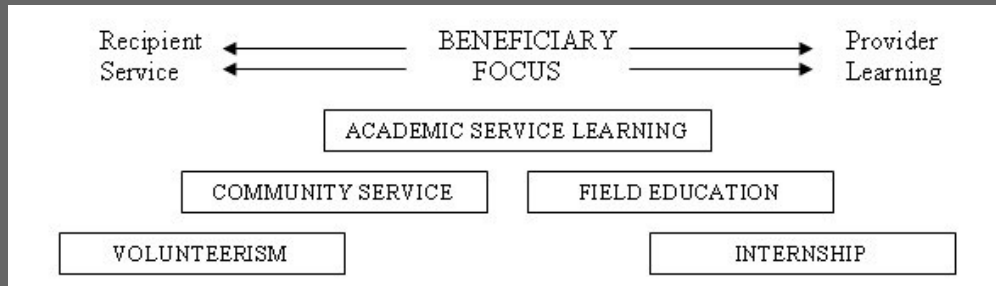 Recipient BENEFICIARY Provider
Service FOCUS Learning
ACADEMIC SERVICE LEARNING
COMMUNITY SERVICE FIELD EDUCATION
VOLUNTEERISM INTERNSHIP